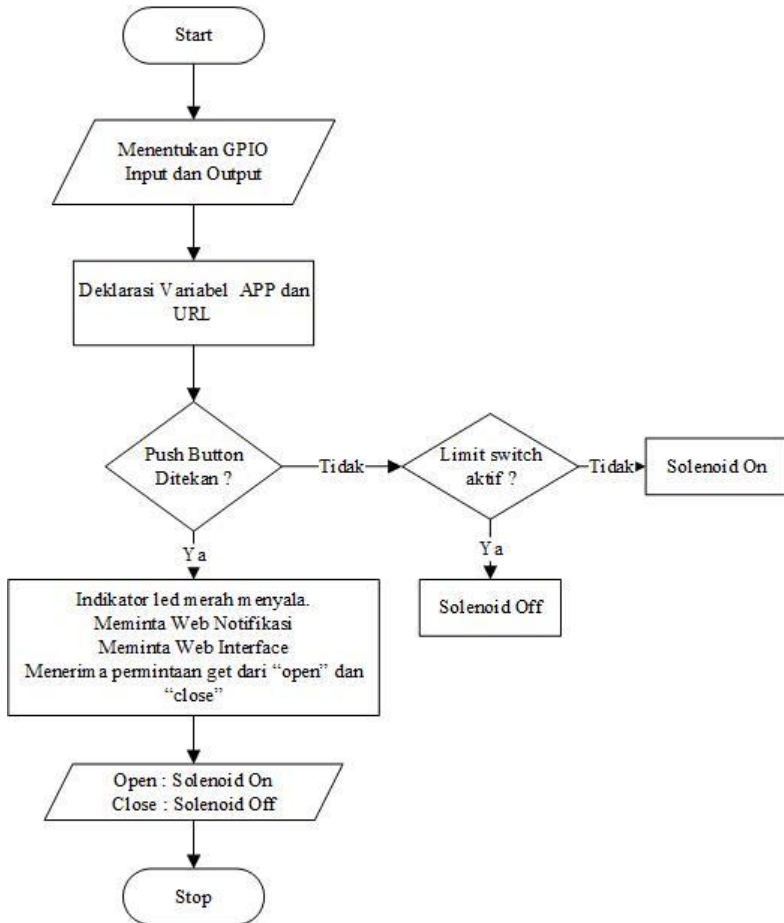 Start
Menentukan GPIO
Input dan Output
Deklarasi Variabel APP dan
URL
Push Button
Ditekan ?
Tidak
Limit switch
aktif ?
Tidak
Solenoid On
Ya
Ya
Solenoid Off
Indikator led merah menyala.
Meminta Web Notifikasi
Meminta Web Interface
Menerima permintaan get dari “open” dan
“close”
Open : Solenoid On
Close : Solenoid Off
Stop